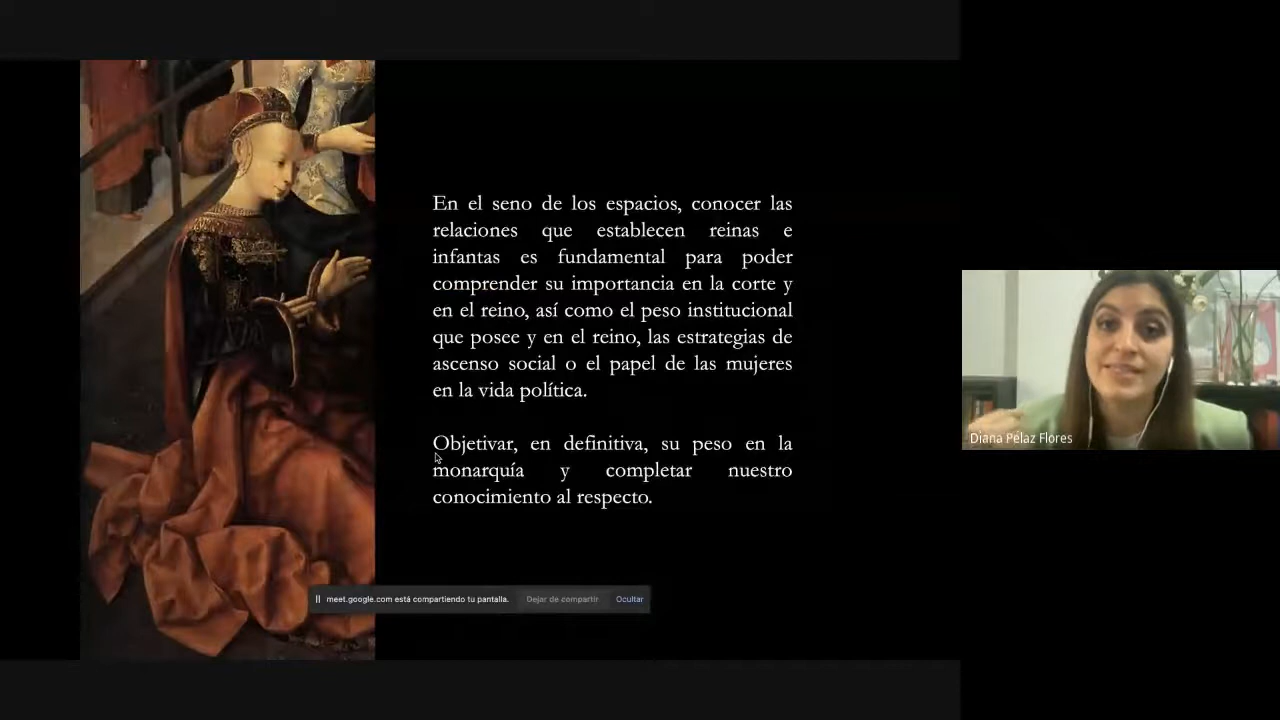 En el seno de los espacios, conocer las
relaciones que establecen reinas e
infantas es fundamental para poder
comprender su importancia en la corte y
en el reino, así como el peso institucional
que posee y en el reino, las estrategias de
ascenso social o el papel de las mujeres
en la vida política.
Objetivar, en definitiva, su peso en la
monarquía y completar nuestro
conocimiento al respecto.
meet.google.com está compartiendo tu pantalla. Dejar de compartir Ocultar
Diana Pelaz Flores